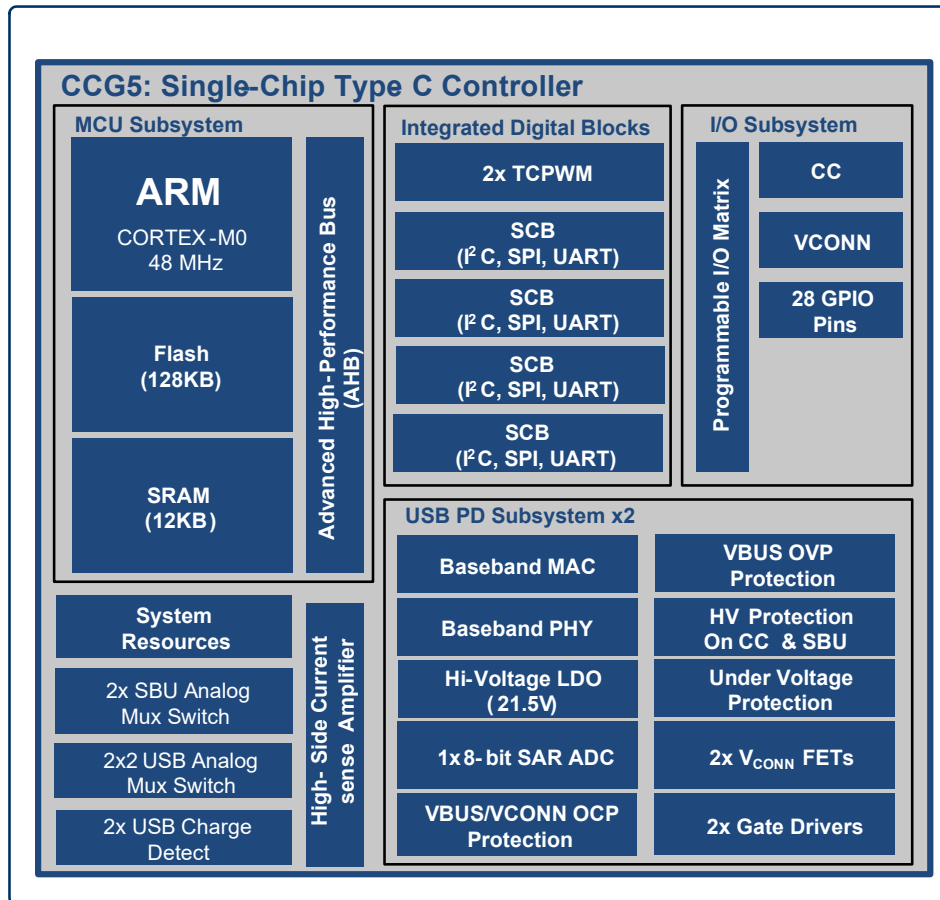 CCG5: Single-Chip Type C Controller
MCU Subsystem
ARM
CORTEX-M0
48 MHz
Flash
(128KB)
SRAM
(12KB)
Advanced High-Performance Bus
(AHB)
Integrated Digital Blocks
2x TCPWM
SCB
(I²C, SPI, UART)
SCB
(I²C, SPI, UART)
SCB
(I²C, SPI, UART)
SCB
(I²C, SPI, UART)
I/O Subsystem
Programmable I/O Matrix
CC
VCONN
28 GPIO
Pins
System
Resources
2x SBU Analog
Mux Switch
2x2 USB Analog
Mux Switch
2x USB Charge
Detect
High-Side Current
sense Amplifier
USB PD Subsystem x2
Baseband MAC
Baseband PHY
Hi-Voltage LDO
(21.5V)
1x 8-bit SAR ADC
VBUS/VCONN OCP
Protection
VBUS OVP
Protection
HV Protection
On CC & SBU
Under Voltage
Protection
2x VCONN FETs
2x Gate Drivers